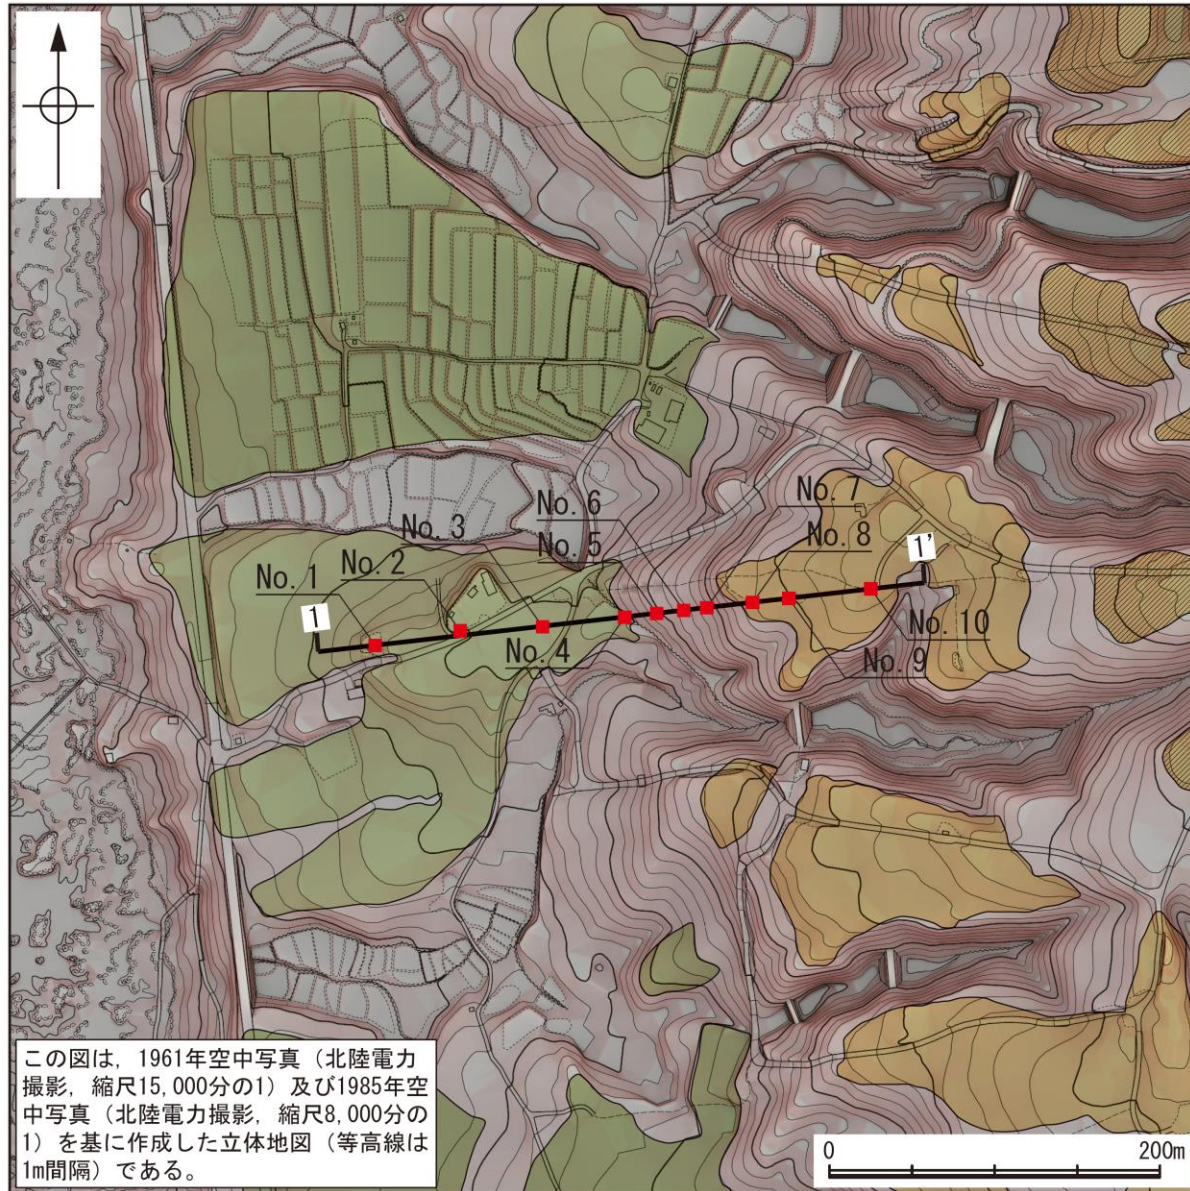 No. 6
No. 7
No. 3
No. 5
No. 8
No. 1
No. 2
1'
1
No. 10
No. 4
No. 9
この図は，1961年空中写真（北陸電力
撮影，縮尺15,000分の1）及び1985年空
中写真（北陸電力撮影，縮尺8,000分の
1）を基に作成した立体地図（等高線は
1m間隔）である。
0 200m